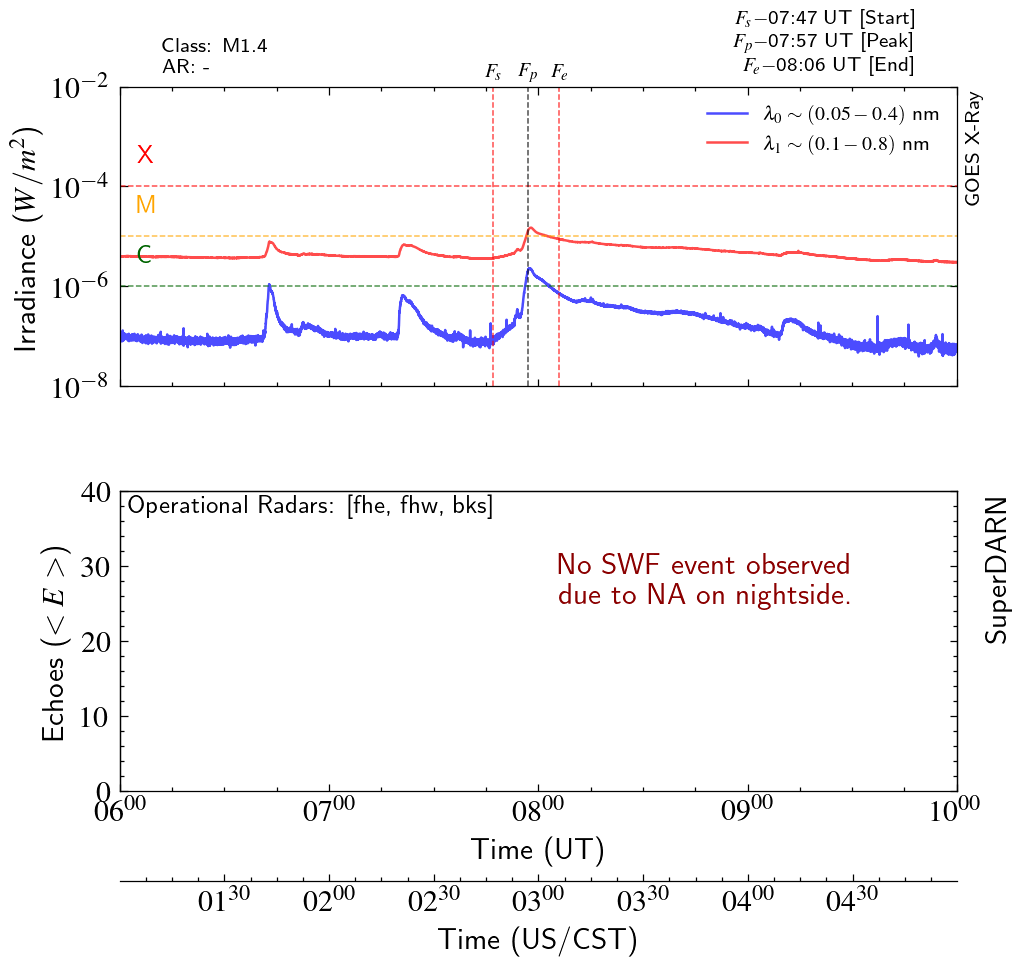 Class: M1.4
AR: -
F_s−07:47 UT [Start]
F_p−07:57 UT [Peak]
F_e−08:06 UT [End]
F_s F_p F_e
λ_0 ∼ (0.05 − 0.4) nm
λ_1 ∼ (0.1 − 0.8) nm
GOES X-Ray
Irradiance (W/m^2)
10^−2
10^−4
10^−6
10^−8
X
M
C
Operational Radars: [fhe, fhw, bks]
No SWF event observed
due to NA on nightside.
SuperDARN
Echoes (< E >)
40
30
20
10
0
06^00 07^00 08^00 09^00 10^00
Time (UT)
01^30 02^00 02^30 03^00 03^30 04^00 04^30
Time (US/CST)